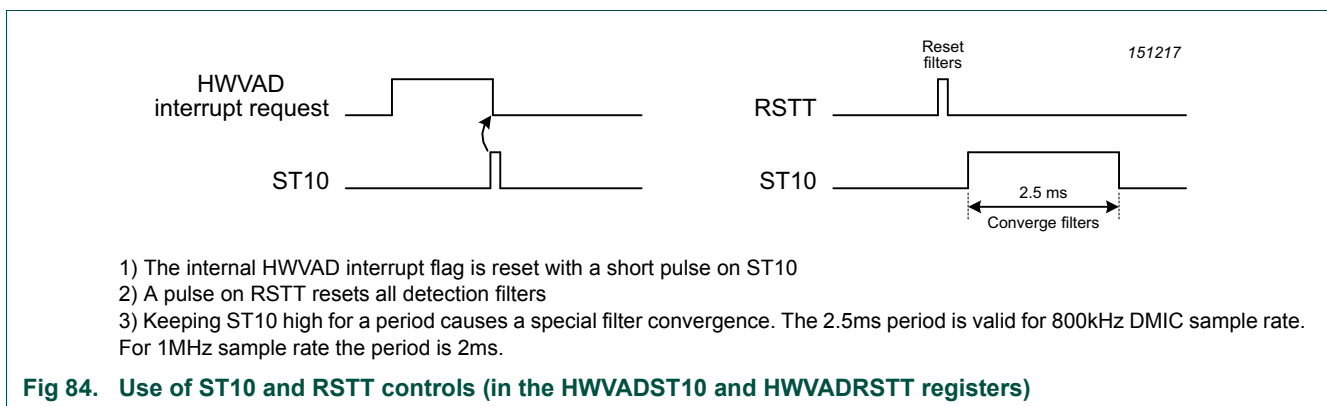 HWVAD
interrupt request
ST10
Reset
filters
151217
RSTT
ST10
2.5 ms
Converge filters
1) The internal HWVAD interrupt flag is reset with a short pulse on ST10
2) A pulse on RSTT resets all detection filters
3) Keeping ST10 high for a period causes a special filter convergence. The 2.5ms period is valid for 800kHz DMIC sample rate.
For 1MHz sample rate the period is 2ms.
Fig 84. Use of ST10 and RSTT controls (in the HWVADST10 and HWVADRSTT registers)